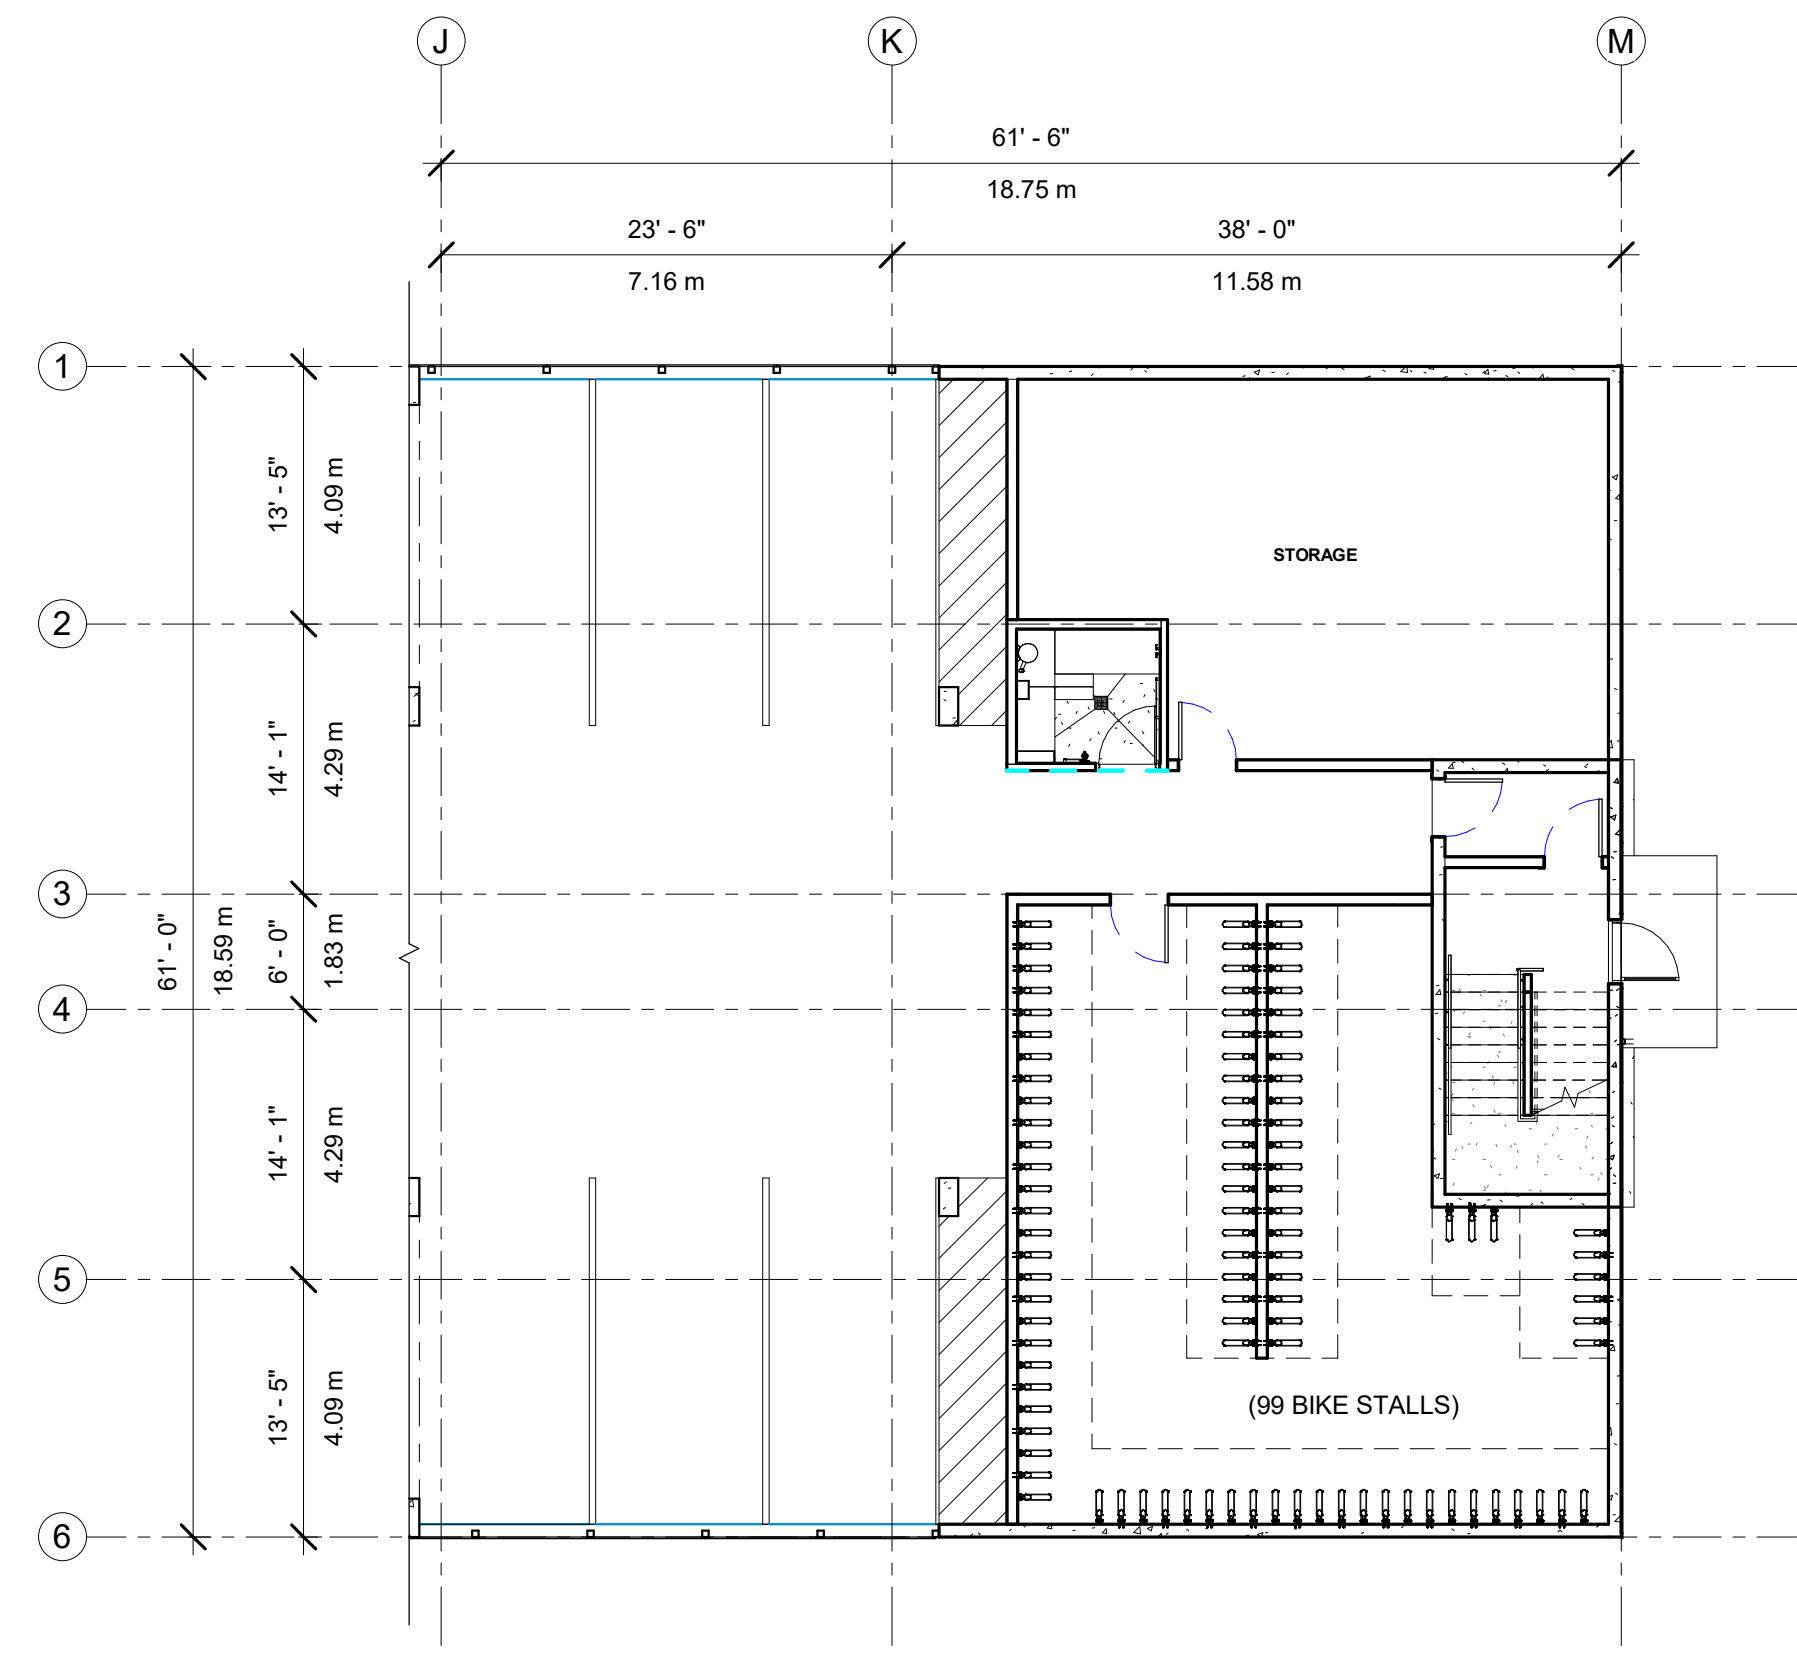 J
K
M
61' - 6"
18.75 m
23' - 6"
38' - 0"
7.16 m
11.58 m
1
13' - 5"
4.09 m
STORAGE
2
14' - 1"
4.29 m
3
61' - 0"
18.59 m
6' - 0"
1.83 m
4
14' - 1"
4.29 m
5
13' - 5"
4.09 m
(99 BIKE STALLS)
6